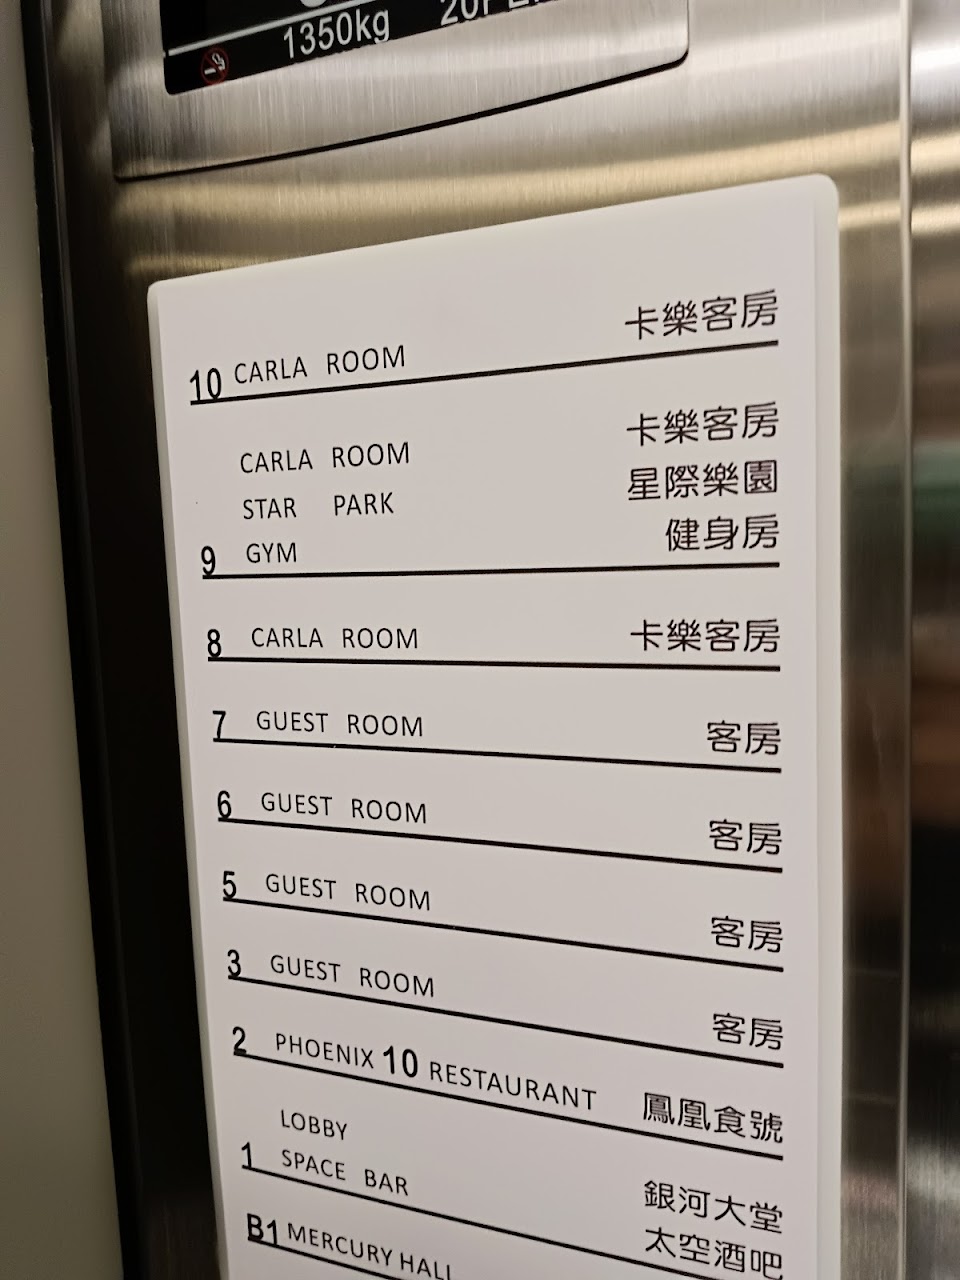 1350kg
10 CARLA ROOM 卡樂客房
CARLA ROOM 卡樂客房
STAR PARK 星際樂園
9 GYM 健身房
8 CARLA ROOM 卡樂客房
7 GUEST ROOM 客房
6 GUEST ROOM 客房
5 GUEST ROOM 客房
3 GUEST ROOM 客房
2 PHOENIX 10 RESTAURANT 鳳凰食號
LOBBY 銀河大堂
1 SPACE BAR 太空酒吧
B1 MERCURY HALL